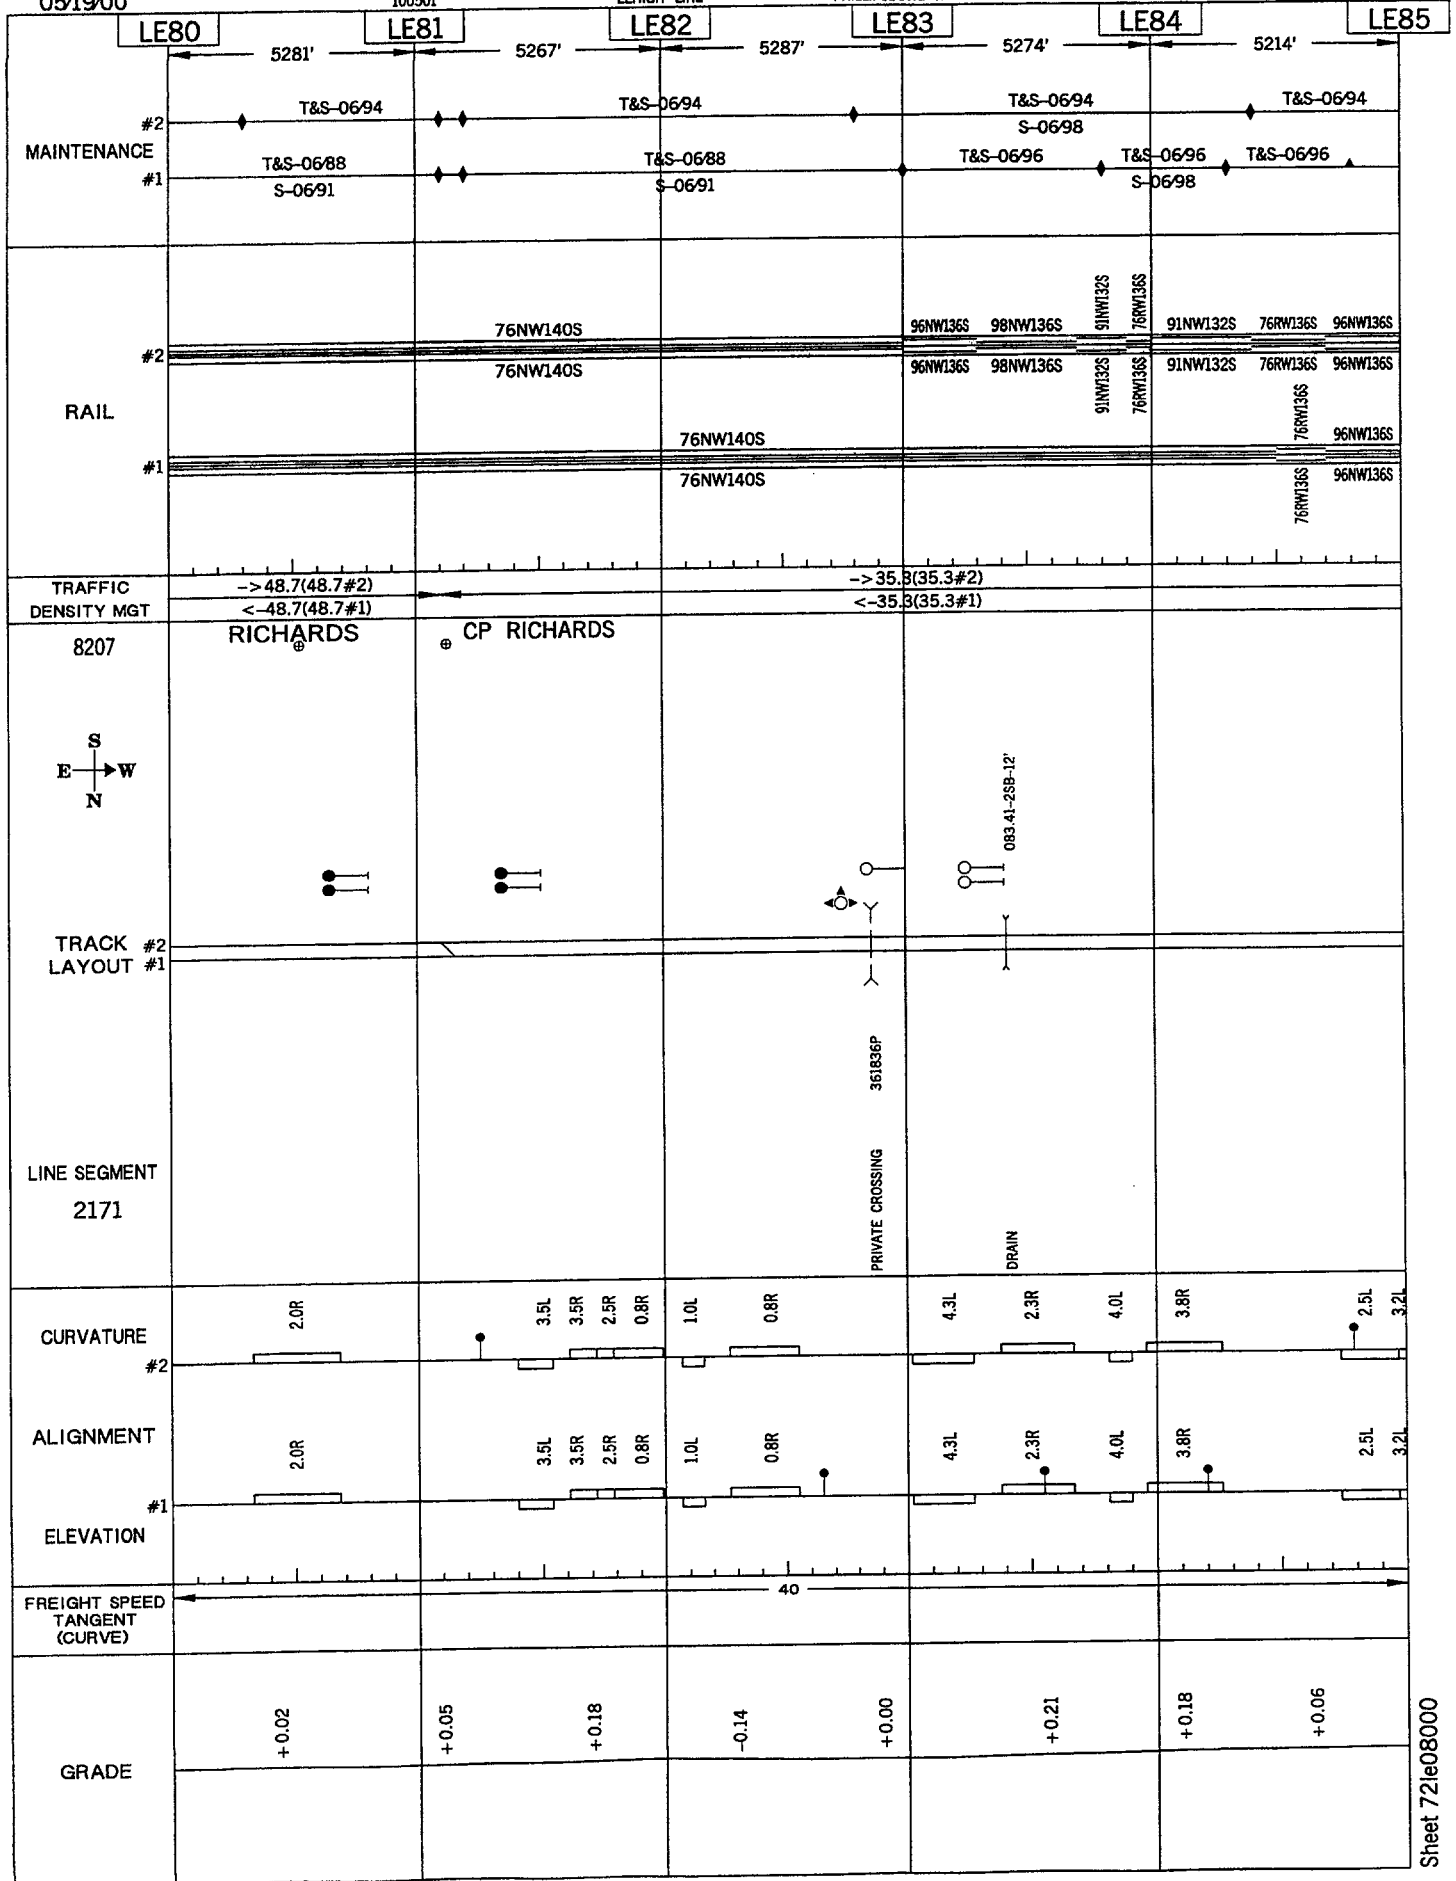 05/19/00
100501
LE80 LE81 LE82 LE83 LE84 LE85
5281' 5267' 5287' 5274' 5214'
MAINTENANCE
#2 T&S-06/94 T&S-06/94 T&S-06/94 T&S-06/94
S-06/98
#1 T&S-06/88 T&S-06/88 T&S-06/96 T&S-06/96 T&S-06/96
S-06/91 S-06/91 S-06/98
RAIL
91NW132S 76RW136S
76NW140S 96NW136S 98NW136S 91NW132S 76RW136S 96NW136S
#2
76NW140S 96NW136S 98NW136S 91NW132S 76RW136S 96NW136S
91NW132S 76RW136S
76NW140S 76RW136S 96NW136S
#1
76NW140S 76RW136S 96NW136S
TRAFFIC ->48.7(48.7#2) ->35.3(35.3#2)
DENSITY MGT <-48.7(48.7#1) <-35.3(35.3#1)
8207
RICHARDS CP RICHARDS
S
E W
N
083.41-2SB-12'
TRACK #2
LAYOUT #1
361836P
PRIVATE CROSSING
DRAIN
LINE SEGMENT
2171
CURVATURE
2.0R 3.5L 3.5R 2.5R 0.8R 1.0L 0.8R 4.3L 2.3R 4.0L 3.8R 2.5L 3.2L
#2
ALIGNMENT
2.0R 3.5L 3.5R 2.5R 0.8R 1.0L 0.8R 4.3L 2.3R 4.0L 3.8R 2.5L 3.2L
#1
ELEVATION
FREIGHT SPEED
TANGENT
(CURVE)
40
GRADE
+0.02 +0.05 +0.18 -0.14 +0.00 +0.21 +0.18 +0.06
Sheet 72le08000